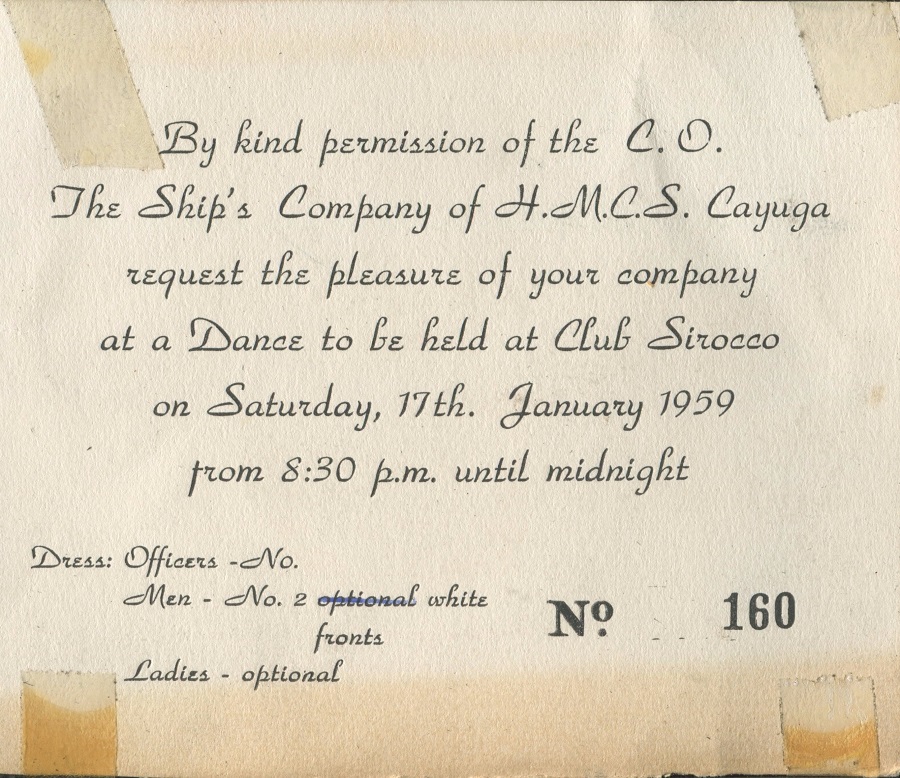 By kind permission of the C. O.
The Ship's Company of H.M.C.S. Cayuga
request the pleasure of your company
at a Dance to be held at Club Sirocco
on Saturday, 17th. January 1959
from 8:30 p.m. until midnight
Dress: Officers -No.
Men - No. 2 optional white
fronts
Ladies - optional
No. 160